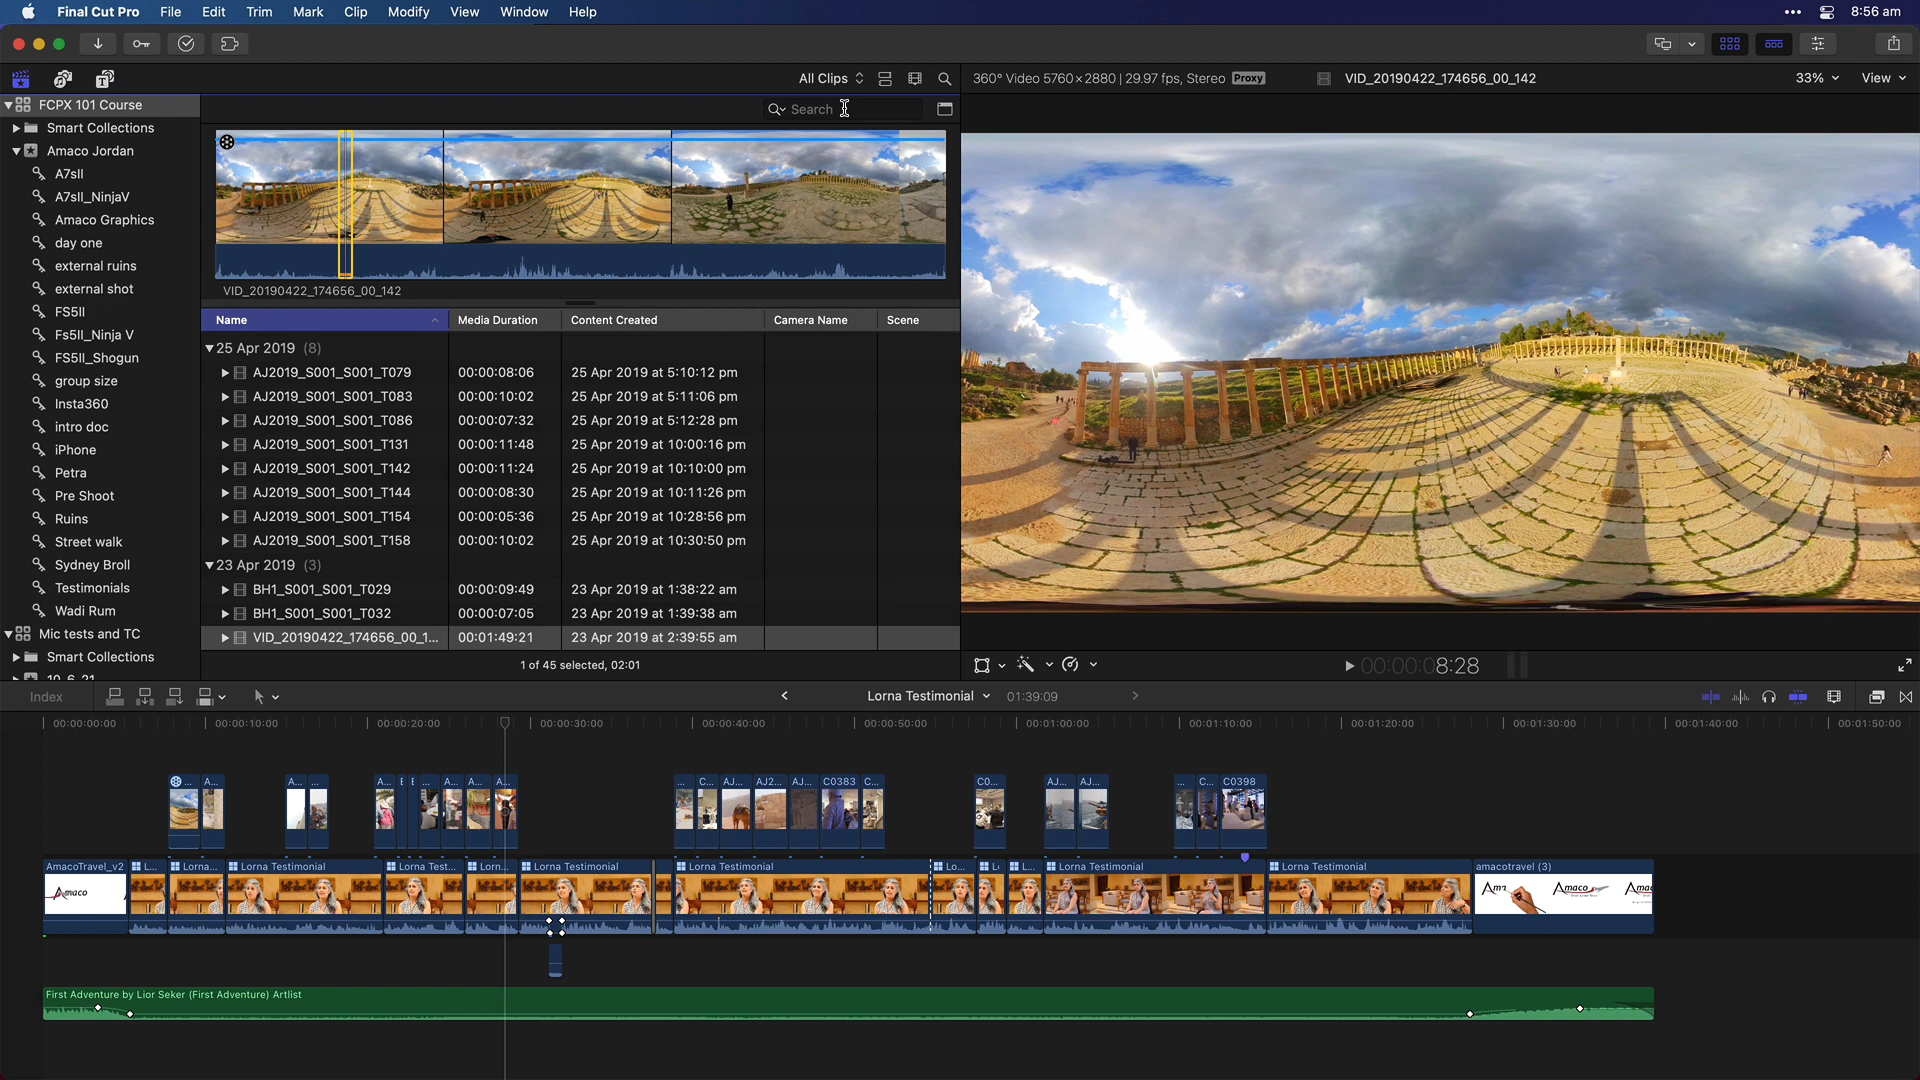 Final Cut Pro File Edit Trim Mark Clip Modify View Window Help 8:56 am
All Clips
360° Video 5760×2880 | 29.97 fps, Stereo Proxy
VID_20190422_174656_00_142
33% View
FCPX 101 Course
Smart Collections
Amaco Jordan
A7sII
A7sII_NinjaV
Amaco Graphics
day one
external ruins
external shot
FS5II
Fs5II_Ninja V
FS5II_Shogun
group size
Insta360
intro doc
iPhone
Petra
Pre Shoot
Ruins
Street walk
Sydney Broll
Testimonials
Wadi Rum
Mic tests and TC
Smart Collections
Search
VID_20190422_174656_00_142
Name Media Duration Content Created Camera Name Scene
25 Apr 2019 (8)
AJ2019_S001_S001_T079 00:00:08:06 25 Apr 2019 at 5:10:12 pm
AJ2019_S001_S001_T083 00:00:10:02 25 Apr 2019 at 5:11:06 pm
AJ2019_S001_S001_T086 00:00:07:32 25 Apr 2019 at 5:12:28 pm
AJ2019_S001_S001_T131 00:00:11:48 25 Apr 2019 at 10:00:16 pm
AJ2019_S001_S001_T142 00:00:11:24 25 Apr 2019 at 10:10:00 pm
AJ2019_S001_S001_T144 00:00:08:30 25 Apr 2019 at 10:11:26 pm
AJ2019_S001_S001_T154 00:00:05:36 25 Apr 2019 at 10:28:56 pm
AJ2019_S001_S001_T158 00:00:10:02 25 Apr 2019 at 10:30:50 pm
23 Apr 2019 (3)
BH1_S001_S001_T029 00:00:09:49 23 Apr 2019 at 1:38:22 am
BH1_S001_S001_T032 00:00:07:05 23 Apr 2019 at 1:39:38 am
VID_20190422_174656_00_1... 00:01:49:21 23 Apr 2019 at 2:39:55 am
1 of 45 selected, 02:01
00:00:08:28
Index
Lorna Testimonial 01:39:09
00:00:00:00 00:00:10:00 00:00:20:00 00:00:30:00 00:00:40:00 00:00:50:00 00:01:00:00 00:01:10:00 00:01:20:00 00:01:30:00 00:01:40:00 00:01:50:00
... A... A... ... A... E E ... A... A... A... ... C... AJ... AJ2... AJ... C0383 C... C0... AJ... AJ... ... C... C0398
AmacoTravel_v2 L... Lorna... Lorna Testimonial Lorna Test... Lorn... Lorna Testimonial Lorna Testimonial Lo... L... Lorna Testimonial Lorna Testimonial amacotravel (3)
Amaco Amaco
First Adventure by Lior Seker (First Adventure) Artlist